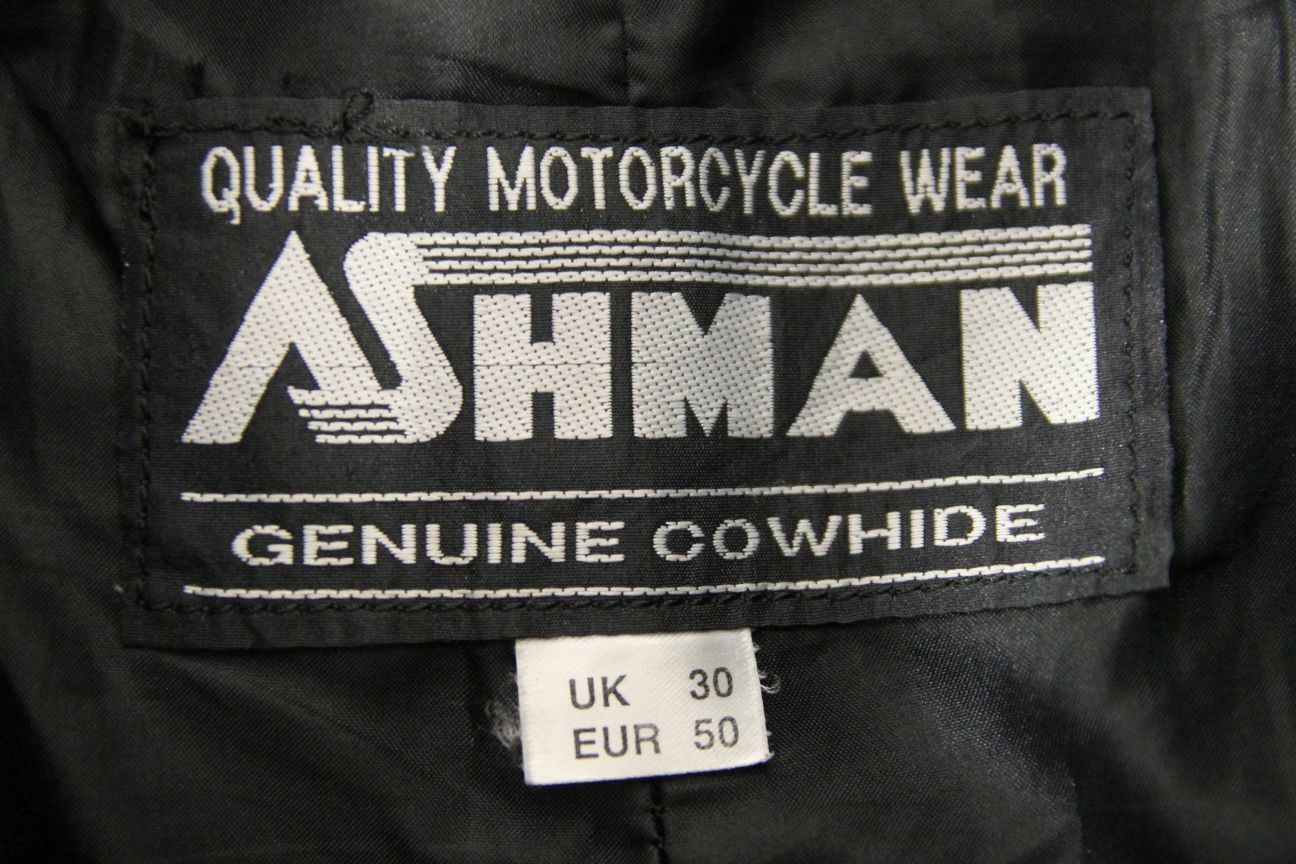 QUALITY MOTORCYCLE WEAR
ASHMAN
GENUINE COWHIDE
UK 30
EUR 50